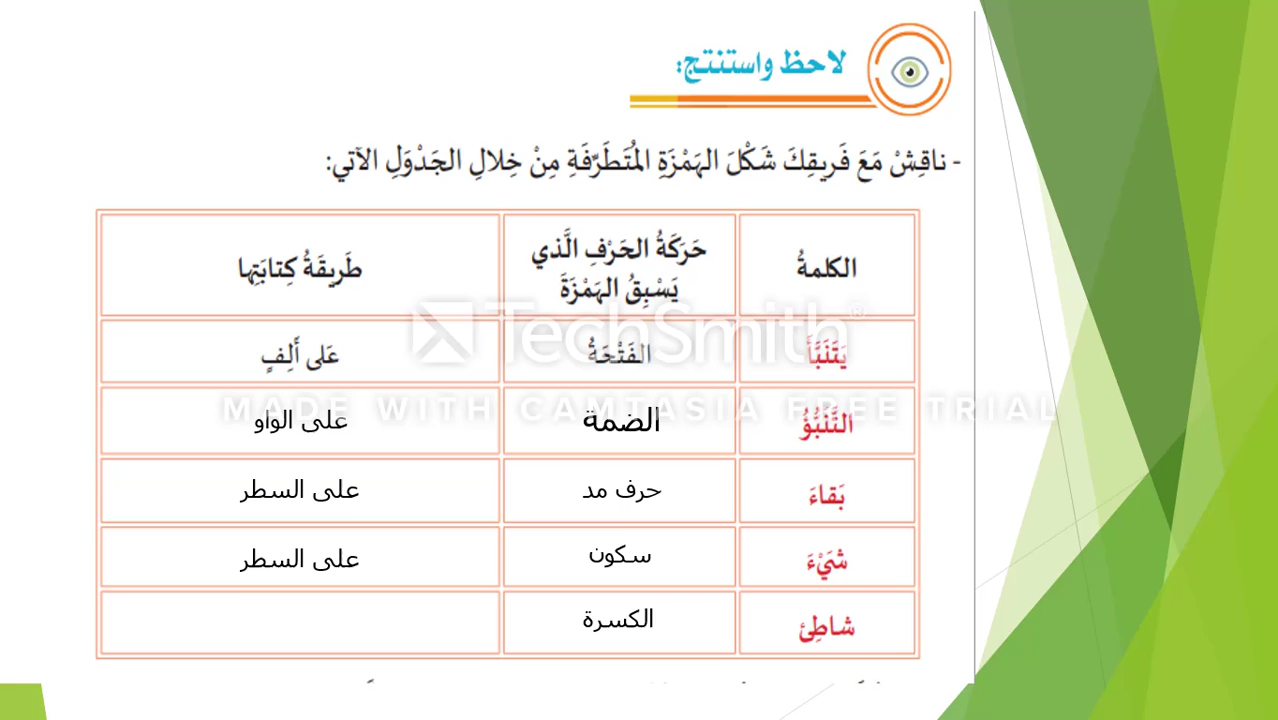 لاحظ واستنتج:
- ناقِشْ مَعَ فَريقِكَ شَكْلَ الهَمْزَةِ المُتَطَرِّفَةِ مِنْ خِلالِ الجَدْوَلِ الآتي:
الكلمةُ حَرَكَةُ الحَرْفِ الَّذي يَسْبِقُ الهَمْزَةَ طَريقَةُ كِتابَتِها
يَتَنَبَّأُ الفَتْحَةُ عَلى أَلِفٍ
التَّنَبُّؤُ الضمة على الواو
بَقاءَ حرف مد على السطر
شَيْءَ سكون على السطر
شاطِئ الكسرة
TechSmith®
MADE WITH CAMTASIA FREE TRIAL